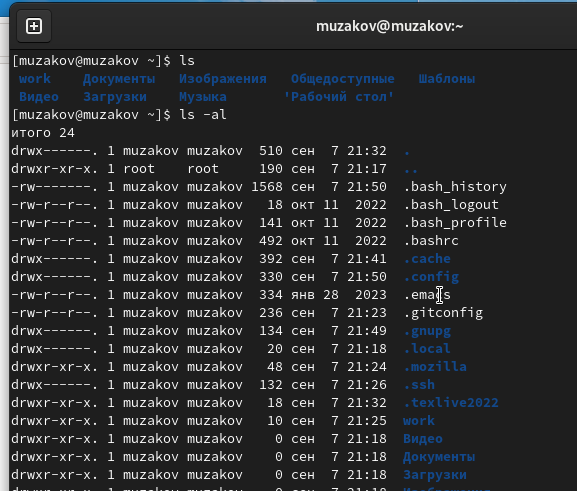 muzakov@muzakov:~
[muzakov@muzakov ~]$ ls
work Документы Изображения Общедоступные Шаблоны
Видео Загрузки Музыка 'Рабочий стол'
[muzakov@muzakov ~]$ ls -al
итого 24
drwx------. 1 muzakov muzakov 510 сен 7 21:32 .
drwxr-xr-x. 1 root root 186 сен 7 21:17 ..
-rw-------. 1 muzakov muzakov 1568 сен 7 21:50 .bash_history
-rw-r--r--. 1 muzakov muzakov 18 окт 11 2022 .bash_logout
-rw-r--r--. 1 muzakov muzakov 141 окт 11 2022 .bash_profile
-rw-r--r--. 1 muzakov muzakov 492 окт 11 2022 .bashrc
drwx------. 1 muzakov muzakov 392 сен 7 21:41 .cache
drwx------. 1 muzakov muzakov 330 сен 7 21:50 .config
-rw-r--r--. 1 muzakov muzakov 334 янв 28 2023 .emacs
-rw-r--r--. 1 muzakov muzakov 236 сен 7 21:23 .gitconfig
drwx------. 1 muzakov muzakov 134 сен 7 21:49 .gnupg
drwx------. 1 muzakov muzakov 20 сен 7 21:18 .local
drwxr-xr-x. 1 muzakov muzakov 48 сен 7 21:24 .mozilla
drwx------. 1 muzakov muzakov 132 сен 7 21:26 .ssh
drwxr-xr-x. 1 muzakov muzakov 18 сен 7 21:32 .texlive2022
drwxr-xr-x. 1 muzakov muzakov 10 сен 7 21:25 work
drwxr-xr-x. 1 muzakov muzakov 0 сен 7 21:18 Видео
drwxr-xr-x. 1 muzakov muzakov 0 сен 7 21:18 Документы
drwxr-xr-x. 1 muzakov muzakov 0 сен 7 21:18 Загрузки